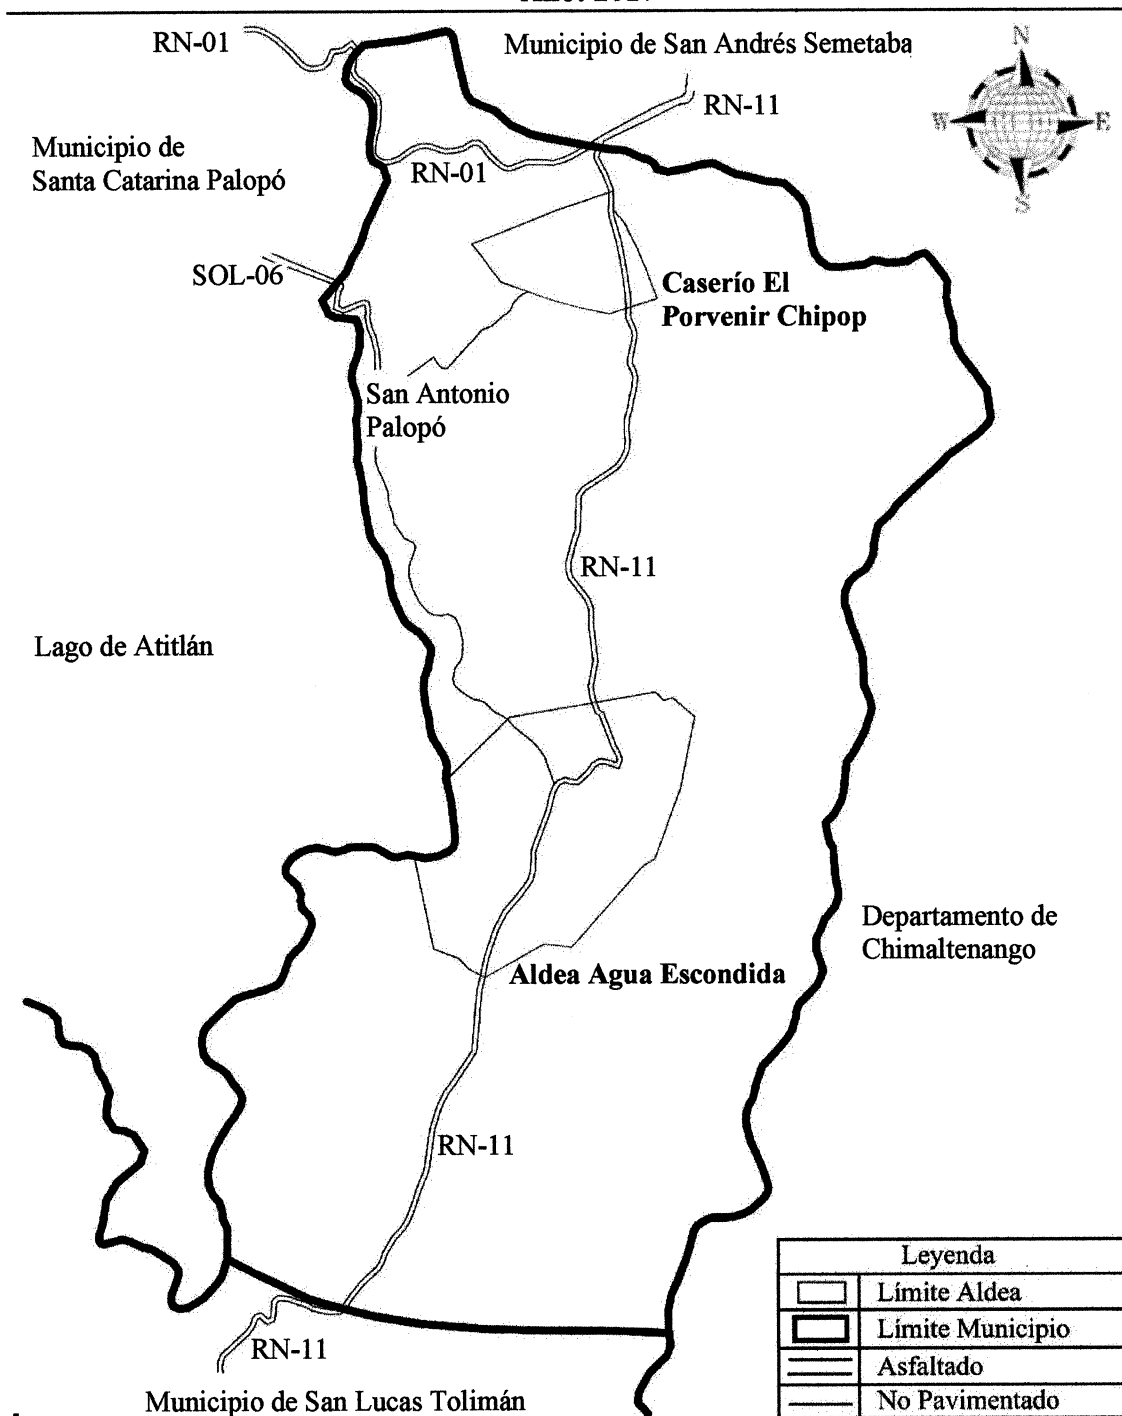 RN-01
Municipio de San Andrés Semetaba
N
RN-11
W
E
Municipio de
Santa Catarina Palopó
RN-01
S
SOL-06
Caserío El
Porvenir Chipop
San Antonio
Palopó
RN-11
Lago de Atitlán
Departamento de
Chimaltenango
Aldea Agua Escondida
RN-11
Leyenda
Límite Aldea
Límite Municipio
RN-11
Asfaltado
Municipio de San Lucas Tolimán
No Pavimentado